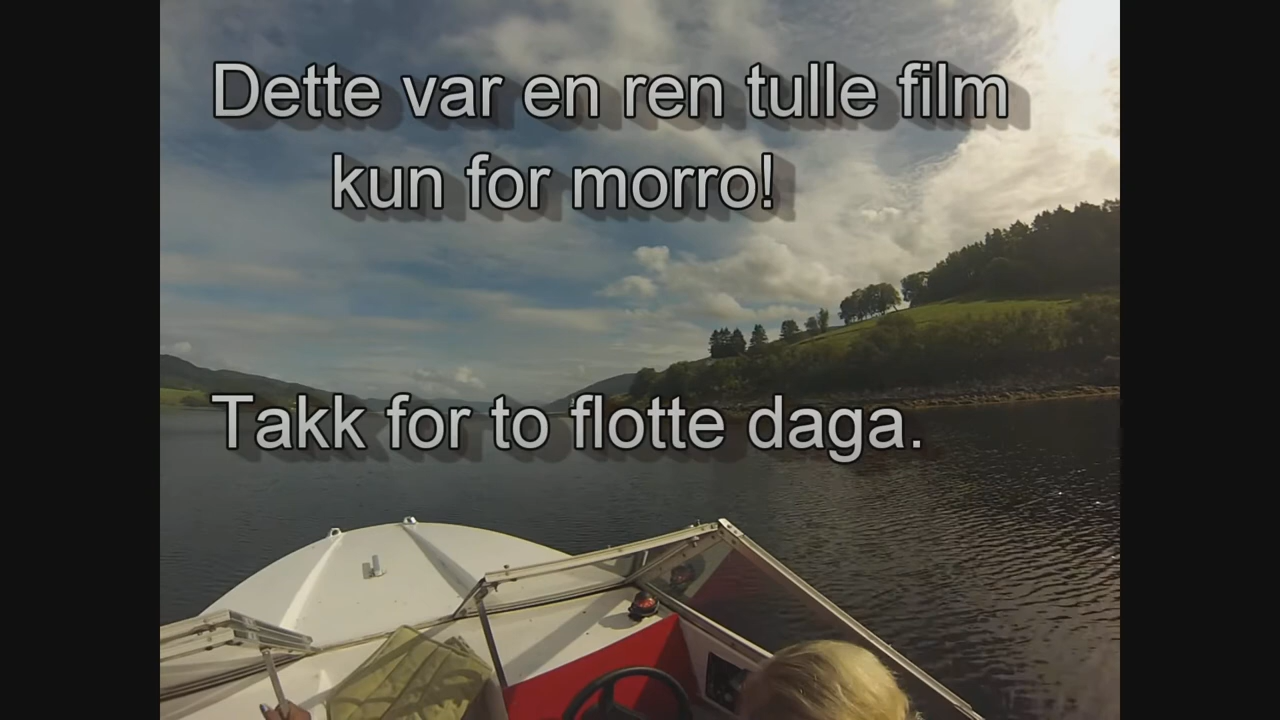 Dette var en ren tulle film
kun for morro!
Takk for to flotte daga.